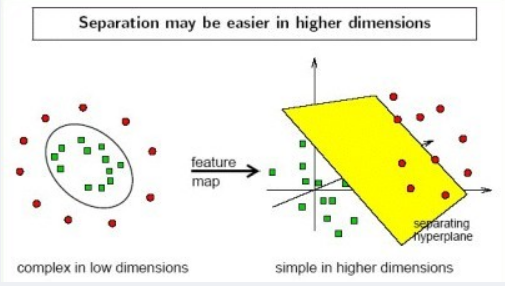 Separation may be easier in higher dimensions
feature
map
separating
hyperplane
complex in low dimensions
simple in higher dimensions